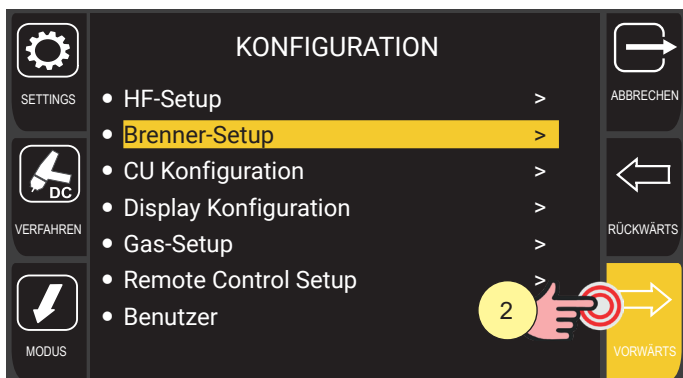 KONFIGURATION
SETTINGS
ABBRECHEN
• HF-Setup >
• Brenner-Setup >
• CU Konfiguration >
DC
VERFAHREN
RÜCKWÄRTS
• Display Konfiguration >
• Gas-Setup >
• Remote Control Setup >
• Benutzer
2
MODUS
VORWÄRTS